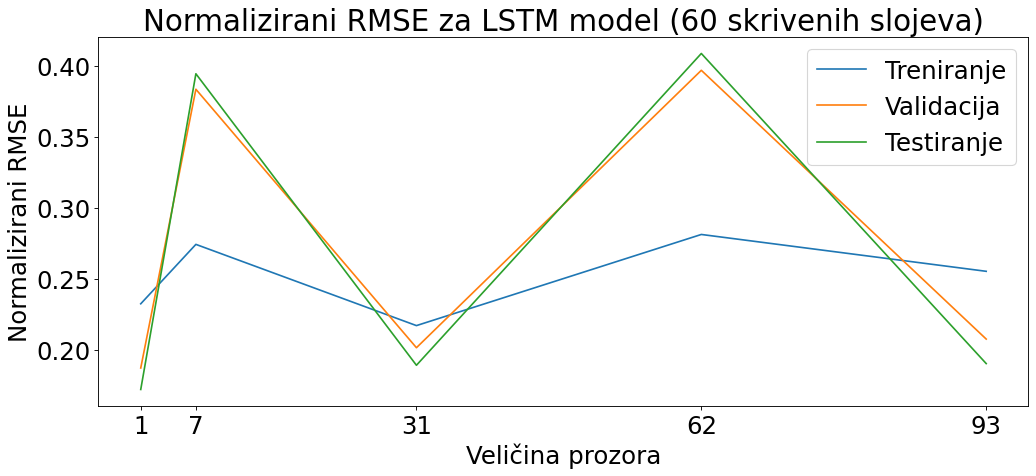 Normalizirani RMSE za LSTM model (60 skrivenih slojeva)
Normalizirani RMSE
0.40
0.35
0.30
0.25
0.20
Treniranje
Validacija
Testiranje
1 7 31 62 93
Veličina prozora